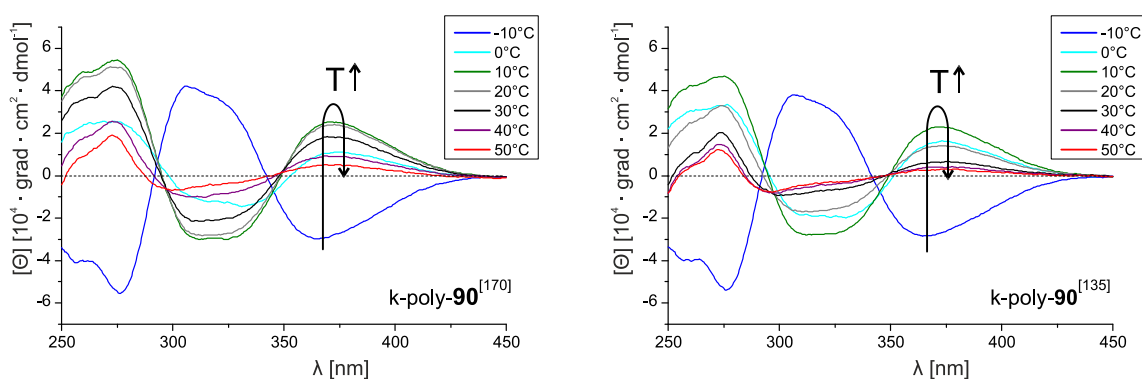 [Θ] [10⁴ · grad · cm² · dmol⁻¹]
6
4
2
0
-2
-4
-6
250 300 350 400 450
λ [nm]
T↑
-10°C
0°C
10°C
20°C
30°C
40°C
50°C
k-poly-90[170]
[Θ] [10⁴ · grad · cm² · dmol⁻¹]
6
4
2
0
-2
-4
-6
250 300 350 400 450
λ [nm]
T↑
-10°C
0°C
10°C
20°C
30°C
40°C
50°C
k-poly-90[135]